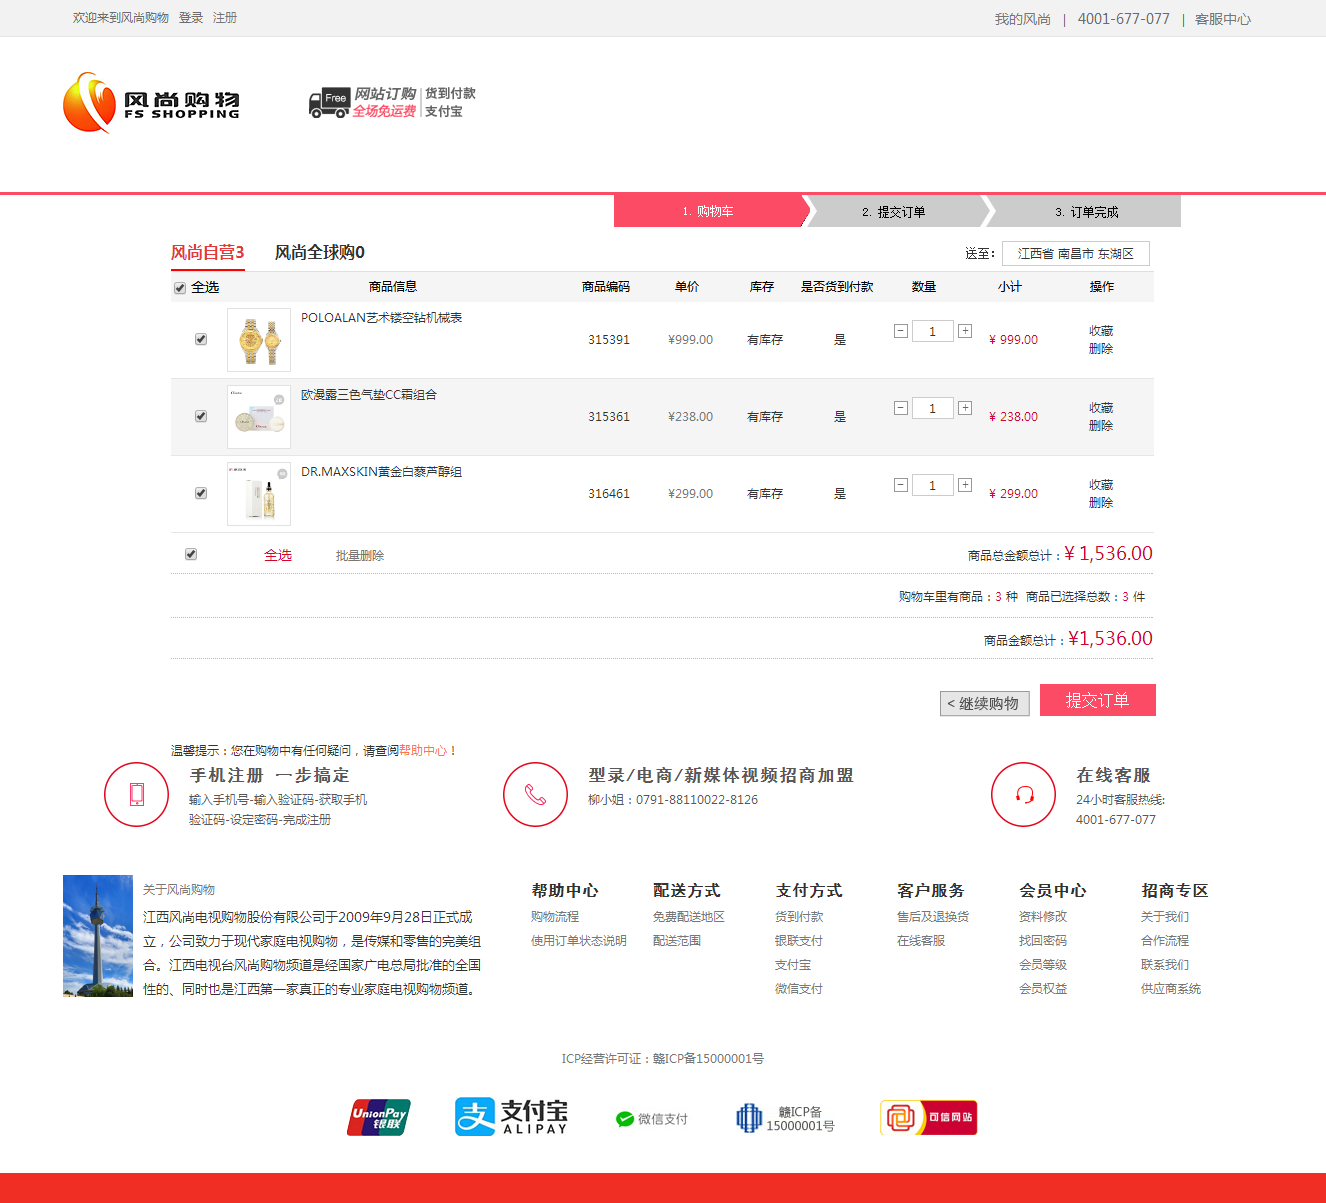 欢迎来到风尚购物 登录 注册
我的风尚 | 4001-677-077 | 客服中心
风尚购物
FS SHOPPING
Free 网站订购 货到付款
全场免运费 支付宝
1. 购物车 2. 提交订单 3. 订单完成
风尚自营3 风尚全球购0 送至： 江西省 南昌市 东湖区
全选 商品信息 商品编码 单价 库存 是否货到付款 数量 小计 操作
POLOALAN艺术镂空钻机械表
315391 ¥999.00 有库存 是 − 1 + ¥ 999.00 收藏
删除
欧漫露三色气垫CC霜组合
315361 ¥238.00 有库存 是 − 1 + ¥ 238.00 收藏
删除
DR.MAXSKIN黄金白藜芦醇组
316461 ¥299.00 有库存 是 − 1 + ¥ 299.00 收藏
删除
全选 批量删除 商品总金额总计：¥ 1,536.00
购物车里有商品：3 种 商品已选择总数：3 件
商品金额总计：¥1,536.00
< 继续购物 提交订单
温馨提示：您在购物中有任何疑问，请查阅帮助中心！
手机注册 一步搞定
输入手机号-输入验证码-获取手机
验证码-设定密码-完成注册
型录/电商/新媒体视频招商加盟
柳小姐：0791-88110022-8126
在线客服
24小时客服热线:
4001-677-077
关于风尚购物
江西风尚电视购物股份有限公司于2009年9月28日正式成
立，公司致力于现代家庭电视购物，是传媒和零售的完美组
合。江西电视台风尚购物频道是经国家广电总局批准的全国
性的、同时也是江西第一家真正的专业家庭电视购物频道。
帮助中心
购物流程
使用订单状态说明
配送方式
免费配送地区
配送范围
支付方式
货到付款
银联支付
支付宝
微信支付
客户服务
售后及退换货
在线客服
会员中心
资料修改
找回密码
会员等级
会员权益
招商专区
关于我们
合作流程
联系我们
供应商系统
ICP经营许可证：赣ICP备15000001号
UnionPay
银联
支 支付宝
ALIPAY
微信支付
赣ICP备
15000001号
可信网站